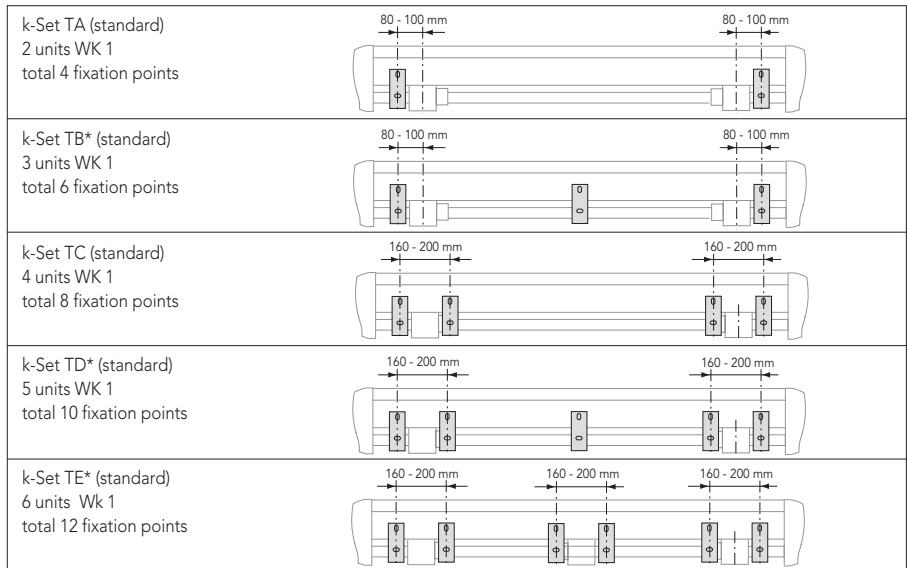 k-Set TA (standard)
2 units WK 1
total 4 fixation points
80 - 100 mm
80 - 100 mm
k-Set TB* (standard)
3 units WK 1
total 6 fixation points
80 - 100 mm
80 - 100 mm
k-Set TC (standard)
4 units WK 1
total 8 fixation points
160 - 200 mm
160 - 200 mm
k-Set TD* (standard)
5 units WK 1
total 10 fixation points
160 - 200 mm
160 - 200 mm
k-Set TE* (standard)
6 units Wk 1
total 12 fixation points
160 - 200 mm
160 - 200 mm
160 - 200 mm